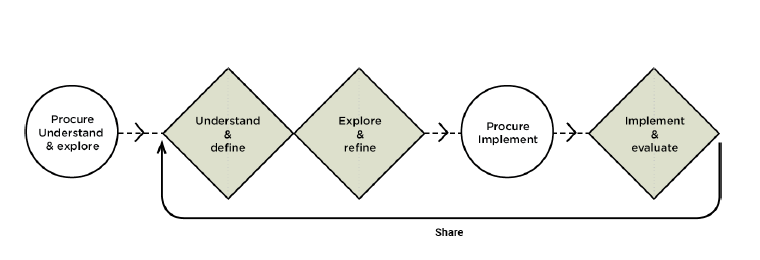 Procure
Understand
& explore
Understand
&
define
Explore
&
refine
Procure
Implement
Implement
&
evaluate
Share